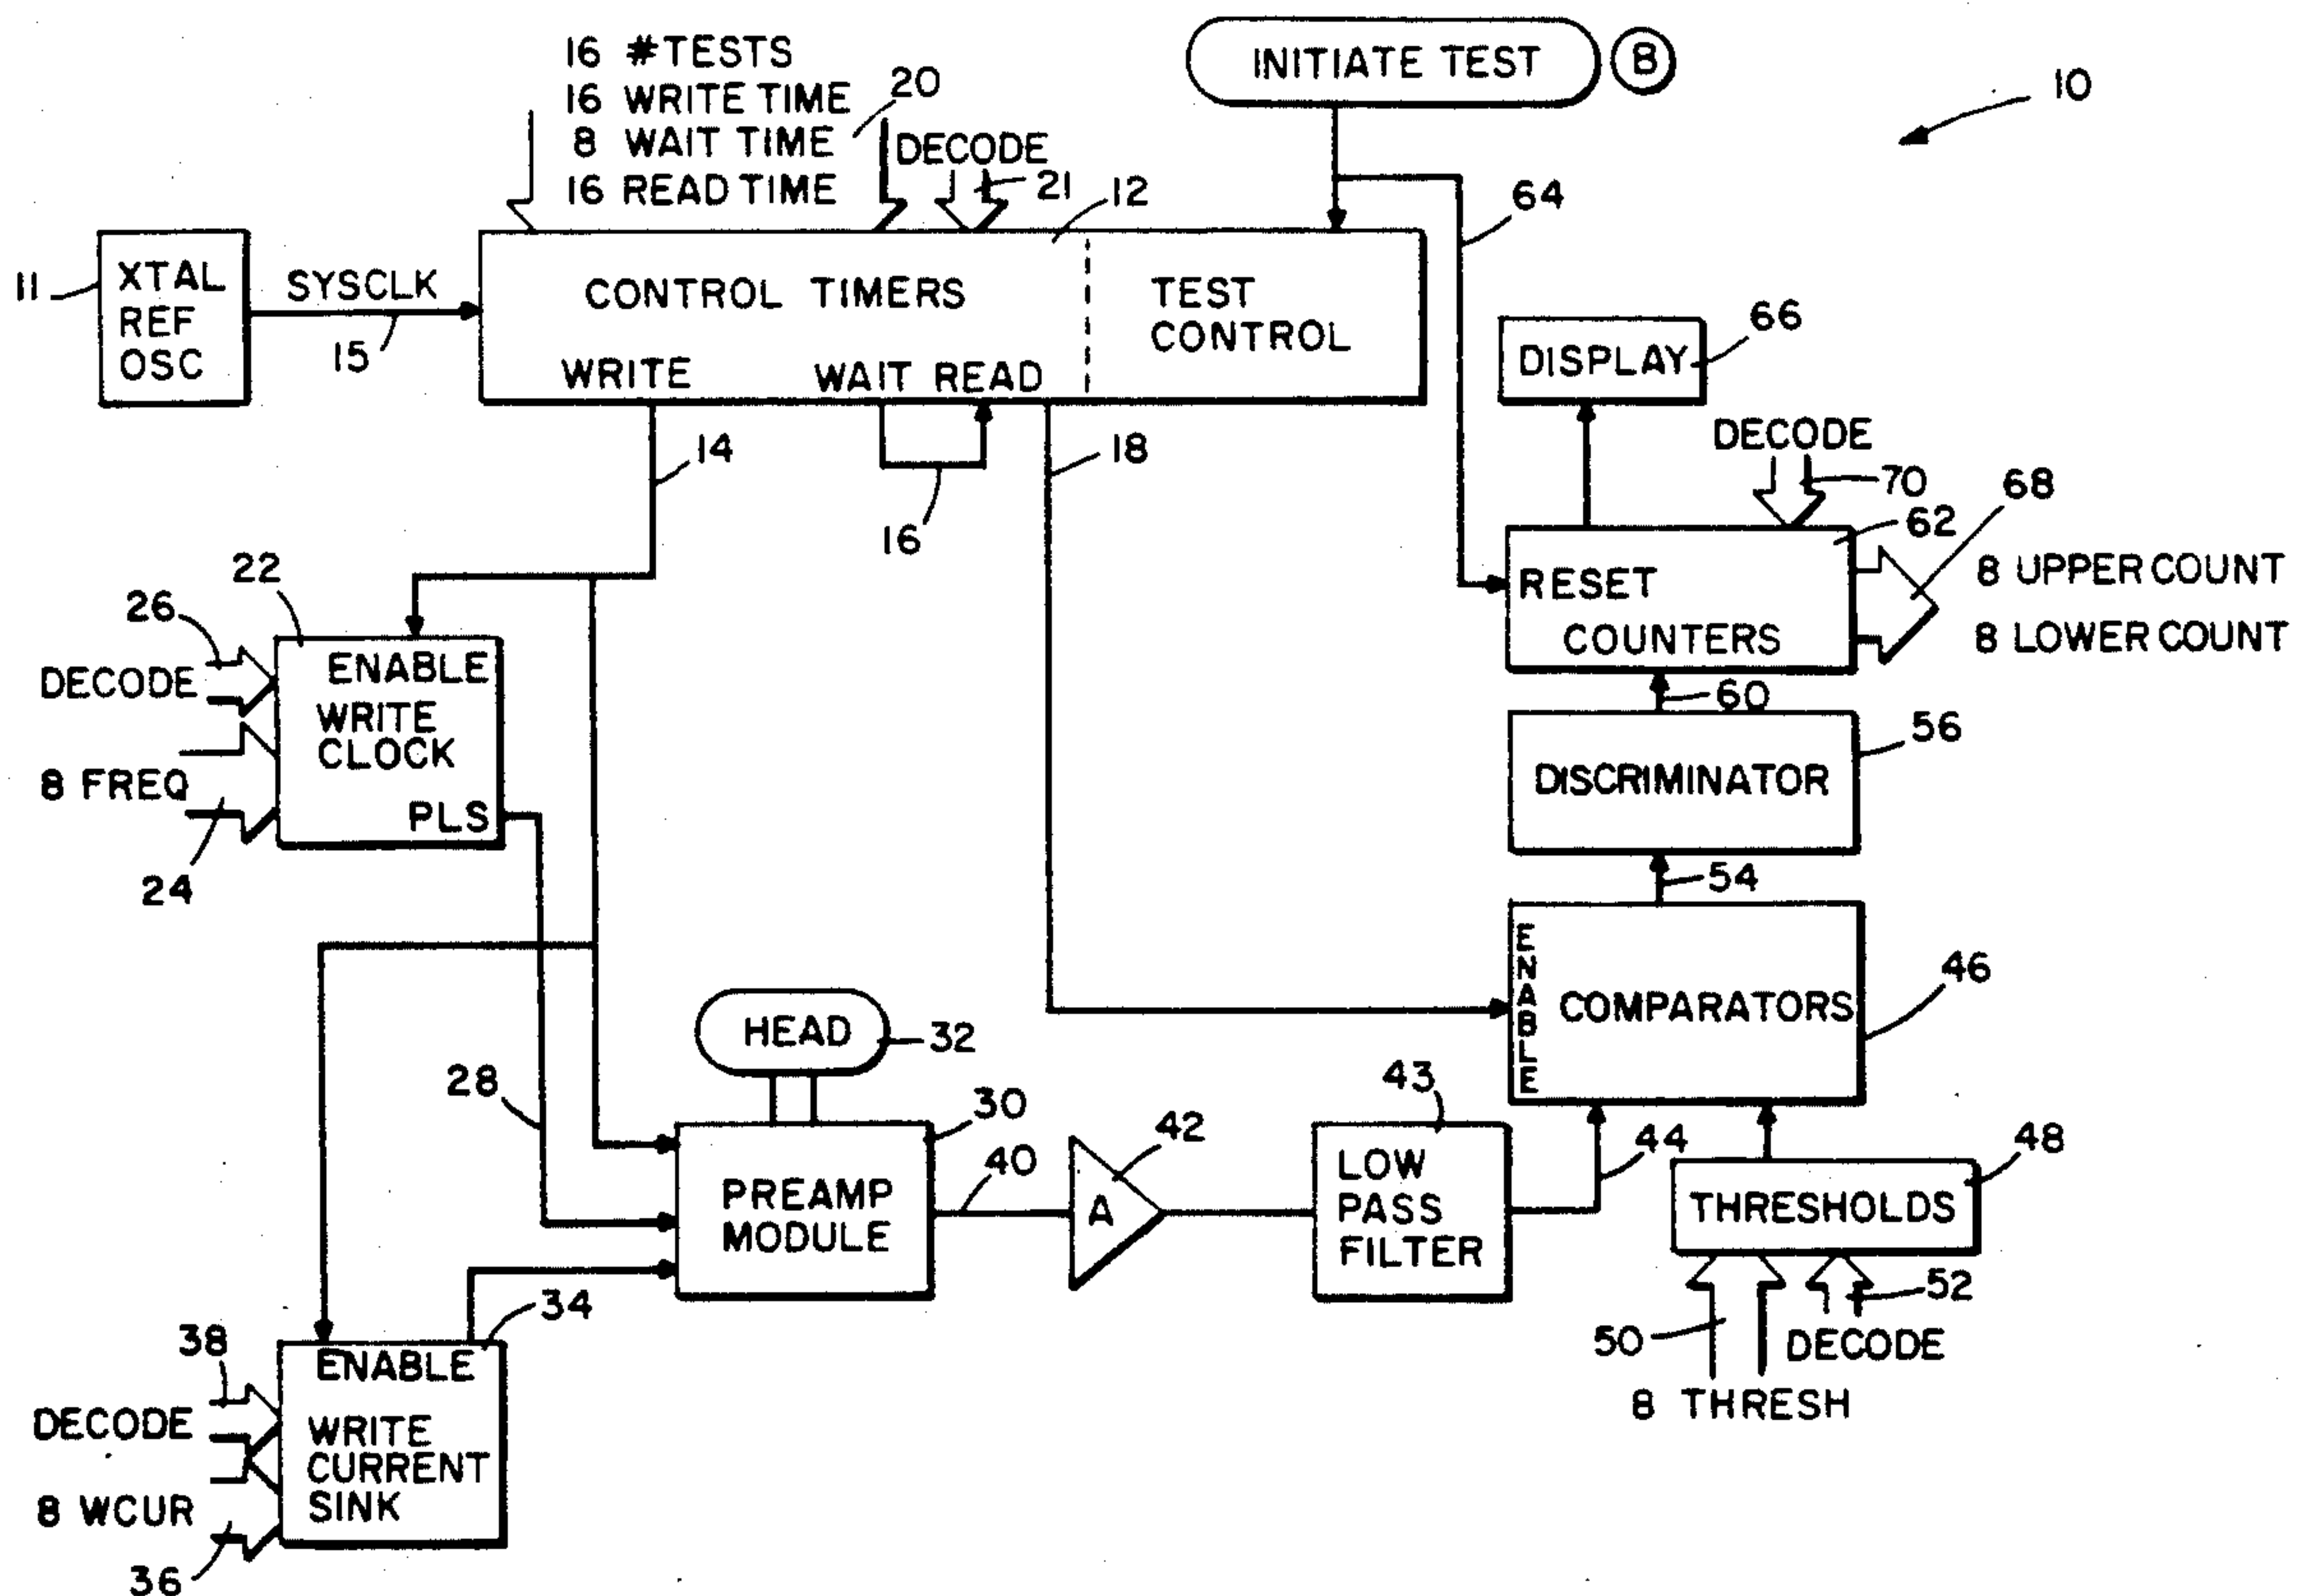 16 #TESTS
16 WRITE TIME
8 WAIT TIME
16 READ TIME
20
DECODE
21
12
INITIATE TEST
B
10
64
11
XTAL
REF
OSC
SYSCLK
15
CONTROL TIMERS
WRITE
WAIT READ
TEST
CONTROL
14
16
18
DISPLAY
66
DECODE
70
62
68
RESET
COUNTERS
8 UPPER COUNT
8 LOWER COUNT
60
DISCRIMINATOR
56
54
22
26
DECODE
8 FREQ
24
ENABLE
WRITE
CLOCK
PLS
ENABLE
COMPARATORS
46
HEAD
32
28
30
PREAMP
MODULE
40
42
A
43
LOW
PASS
FILTER
44
48
THRESHOLDS
50
52
DECODE
8 THRESH
34
38
DECODE
8 WCUR
36
ENABLE
WRITE
CURRENT
SINK